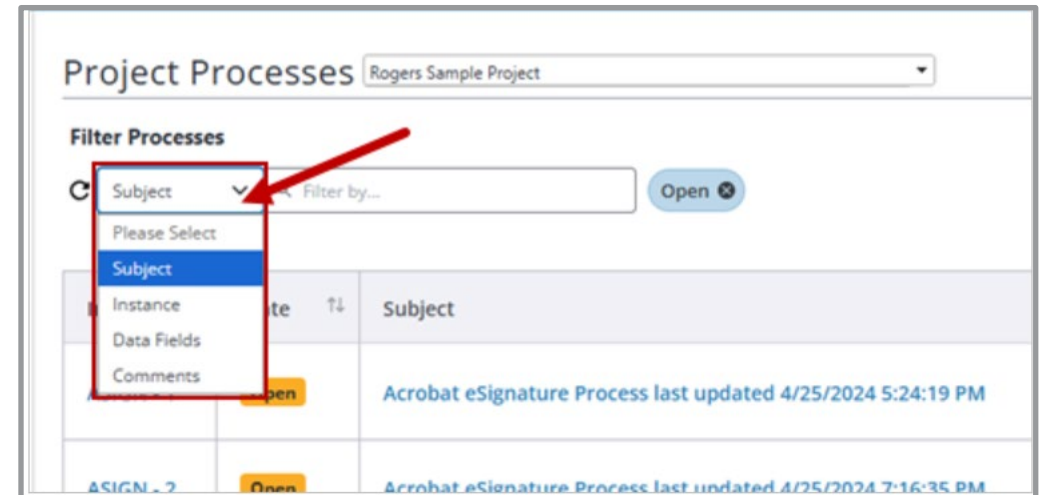 Project Processes Rogers Sample Project
Filter Processes
Subject Filter by... Open
Please Select
Subject
Instance
Data Fields
Comments
Subject
Open Acrobat eSignature Process last updated 4/25/2024 5:24:19 PM
ASIGN - 2 Open Acrobat eSignature Process last updated 4/25/2024 7:16:35 PM